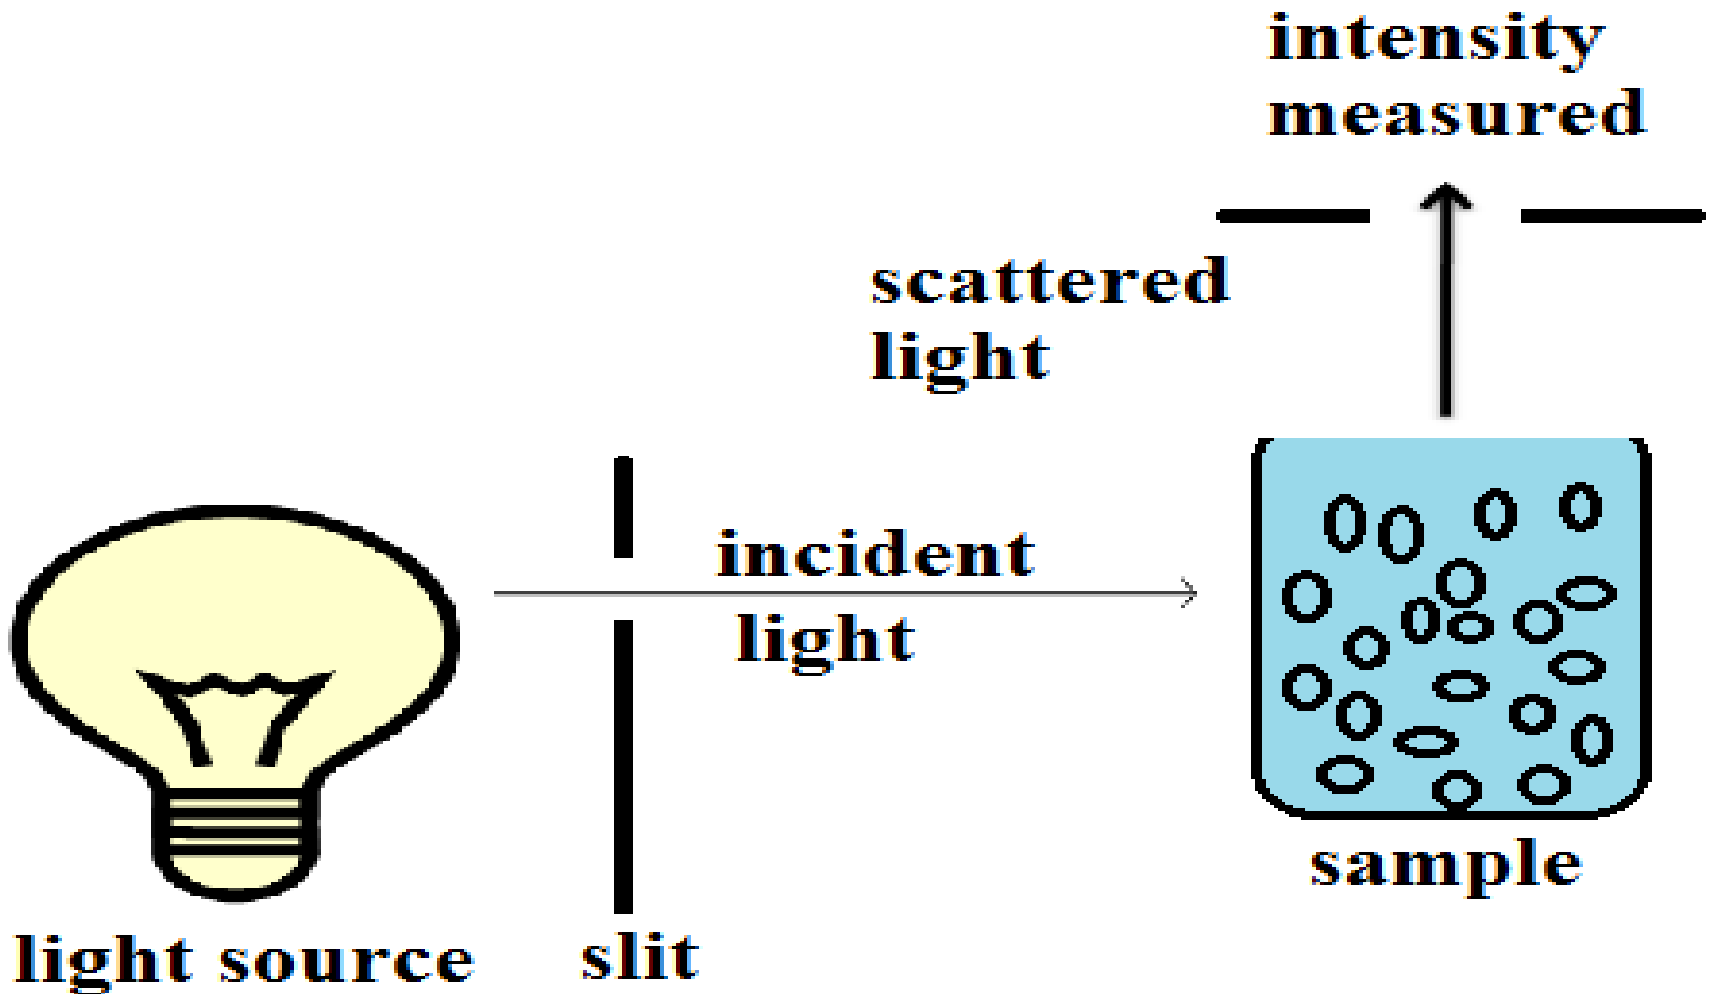 intensity
measured
scattered
light
incident
light
sample
light source
slit